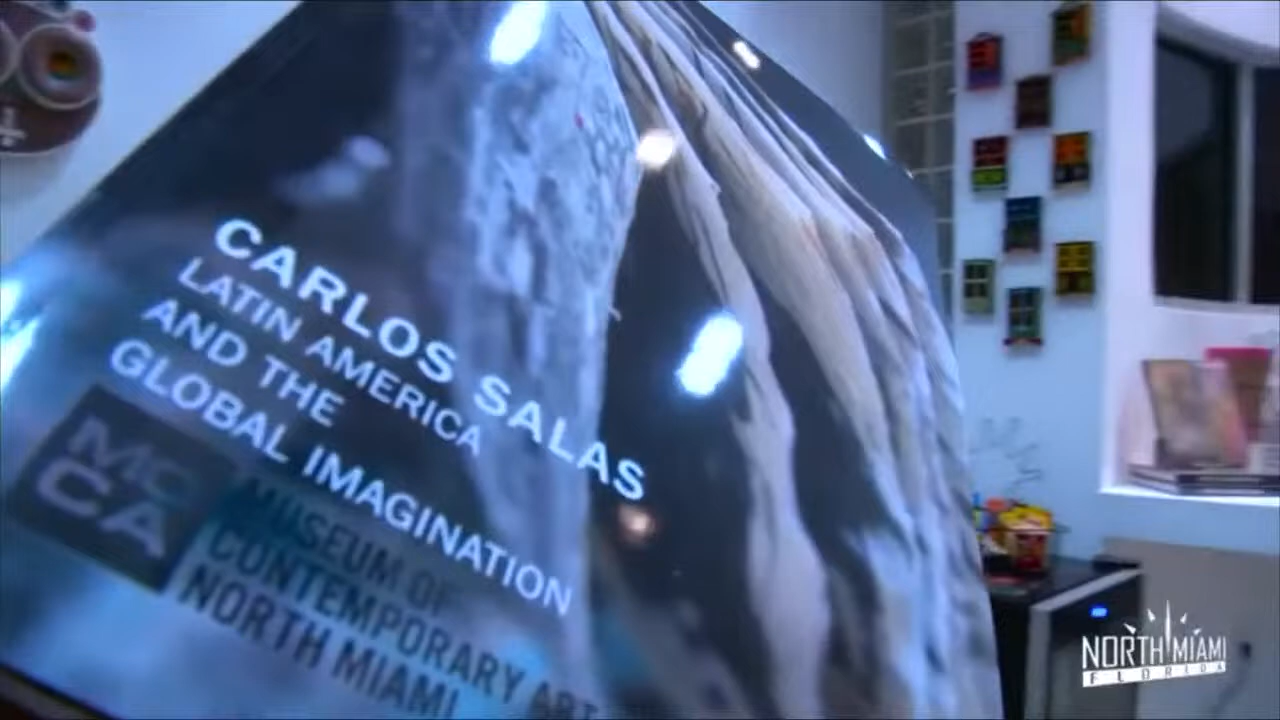 CARLOS SALAS
LATIN AMERICA
AND THE
GLOBAL IMAGINATION
MO
CA
MUSEUM OF
CONTEMPORARY ART
NORTH MIAMI
NORTH MIAMI
FLORIDA